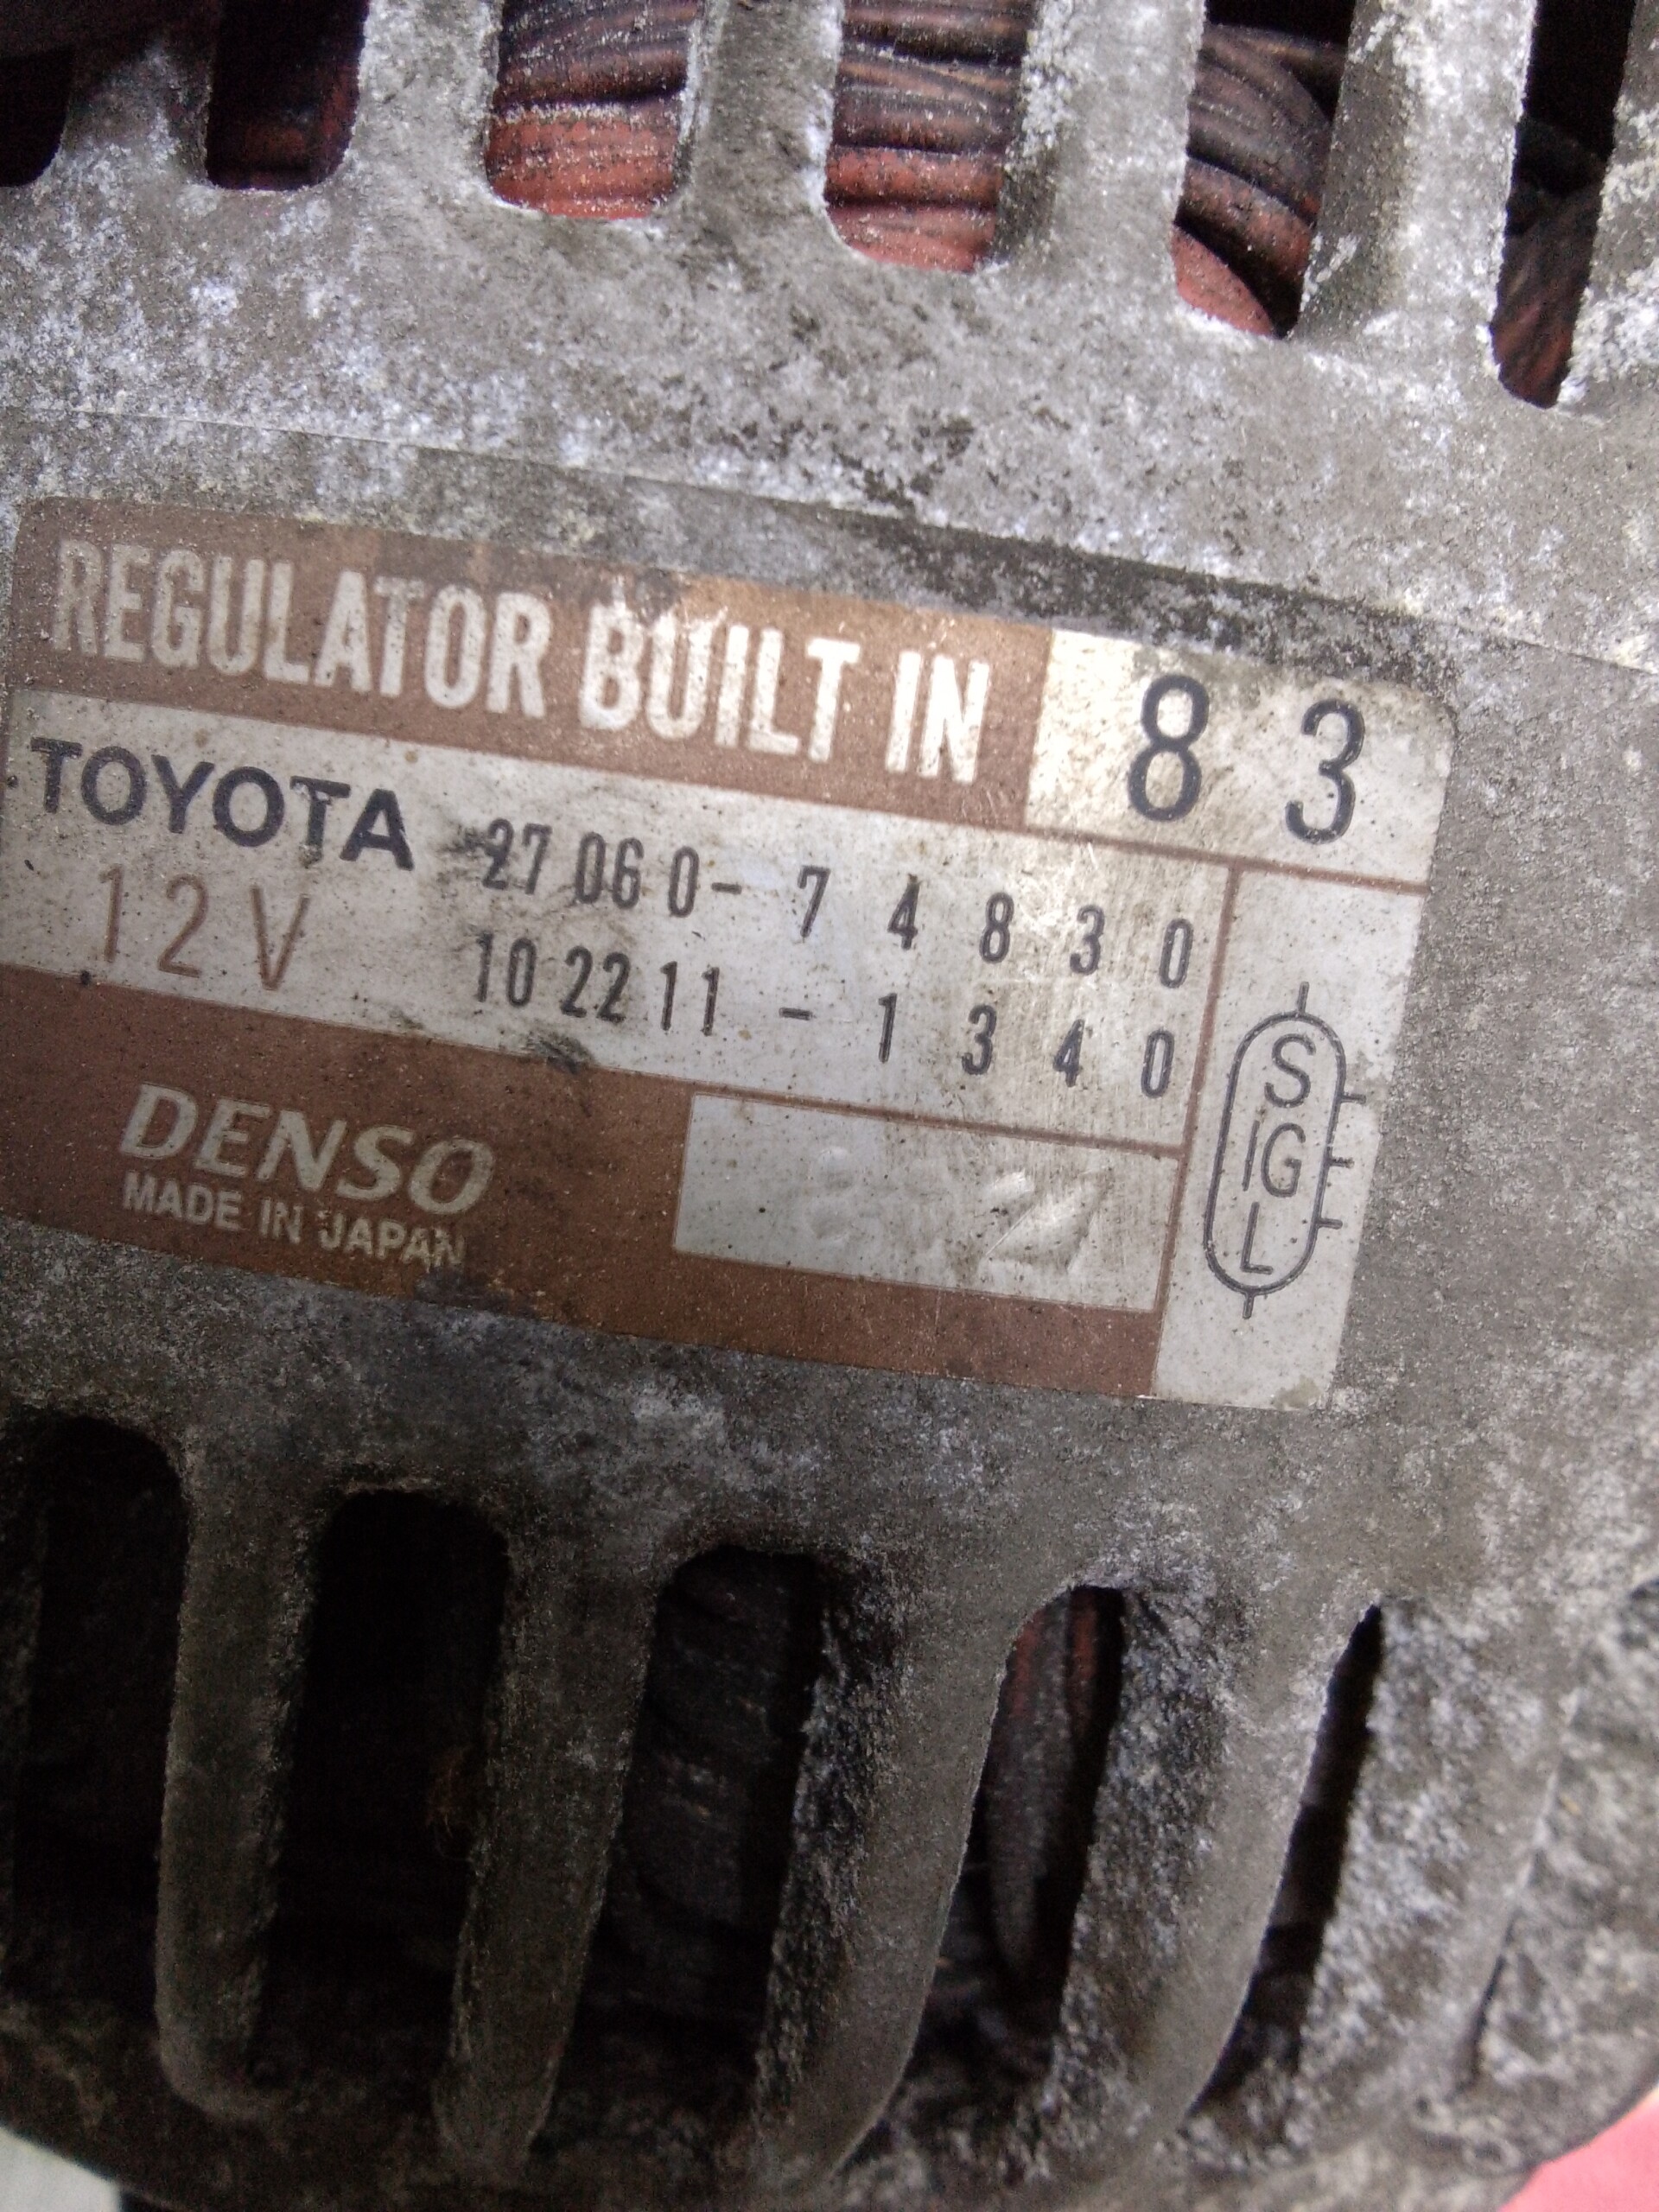 REGULATOR BUILT IN 83
TOYOTA 27060-74830
12V 102211-1340
DENSO
MADE IN JAPAN
S
IG
L